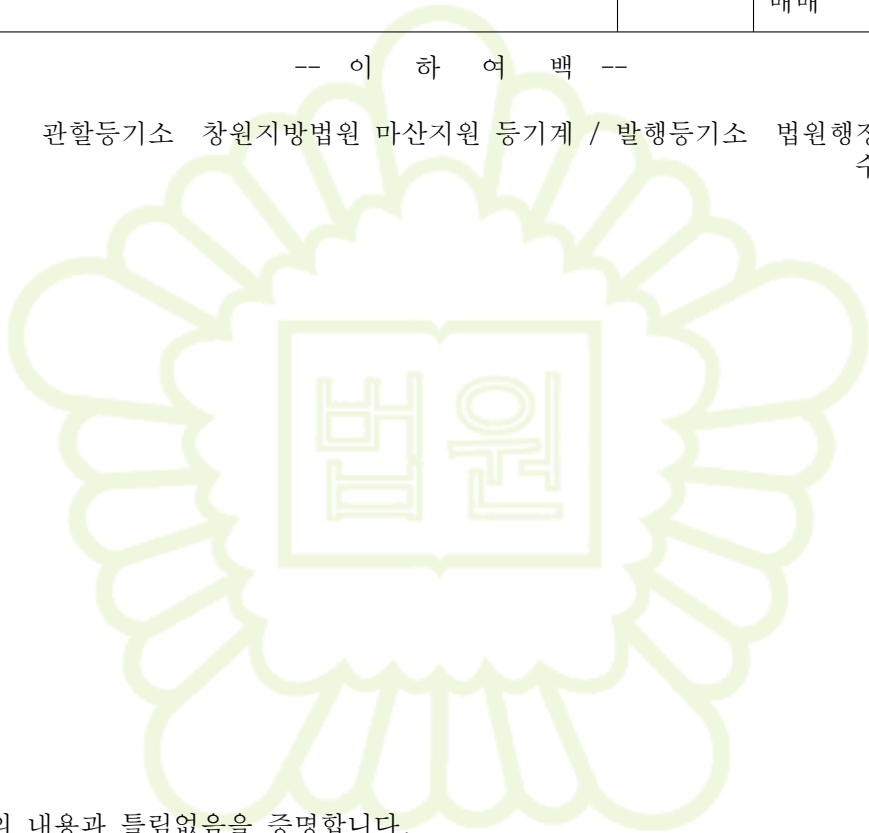 매매
-- 이 하 여 백 --
관할등기소 창원지방법원 마산지원 등기계 / 발행등기소 법원행정
수
법원
의 내용과 틀림없음을 증명합니다.